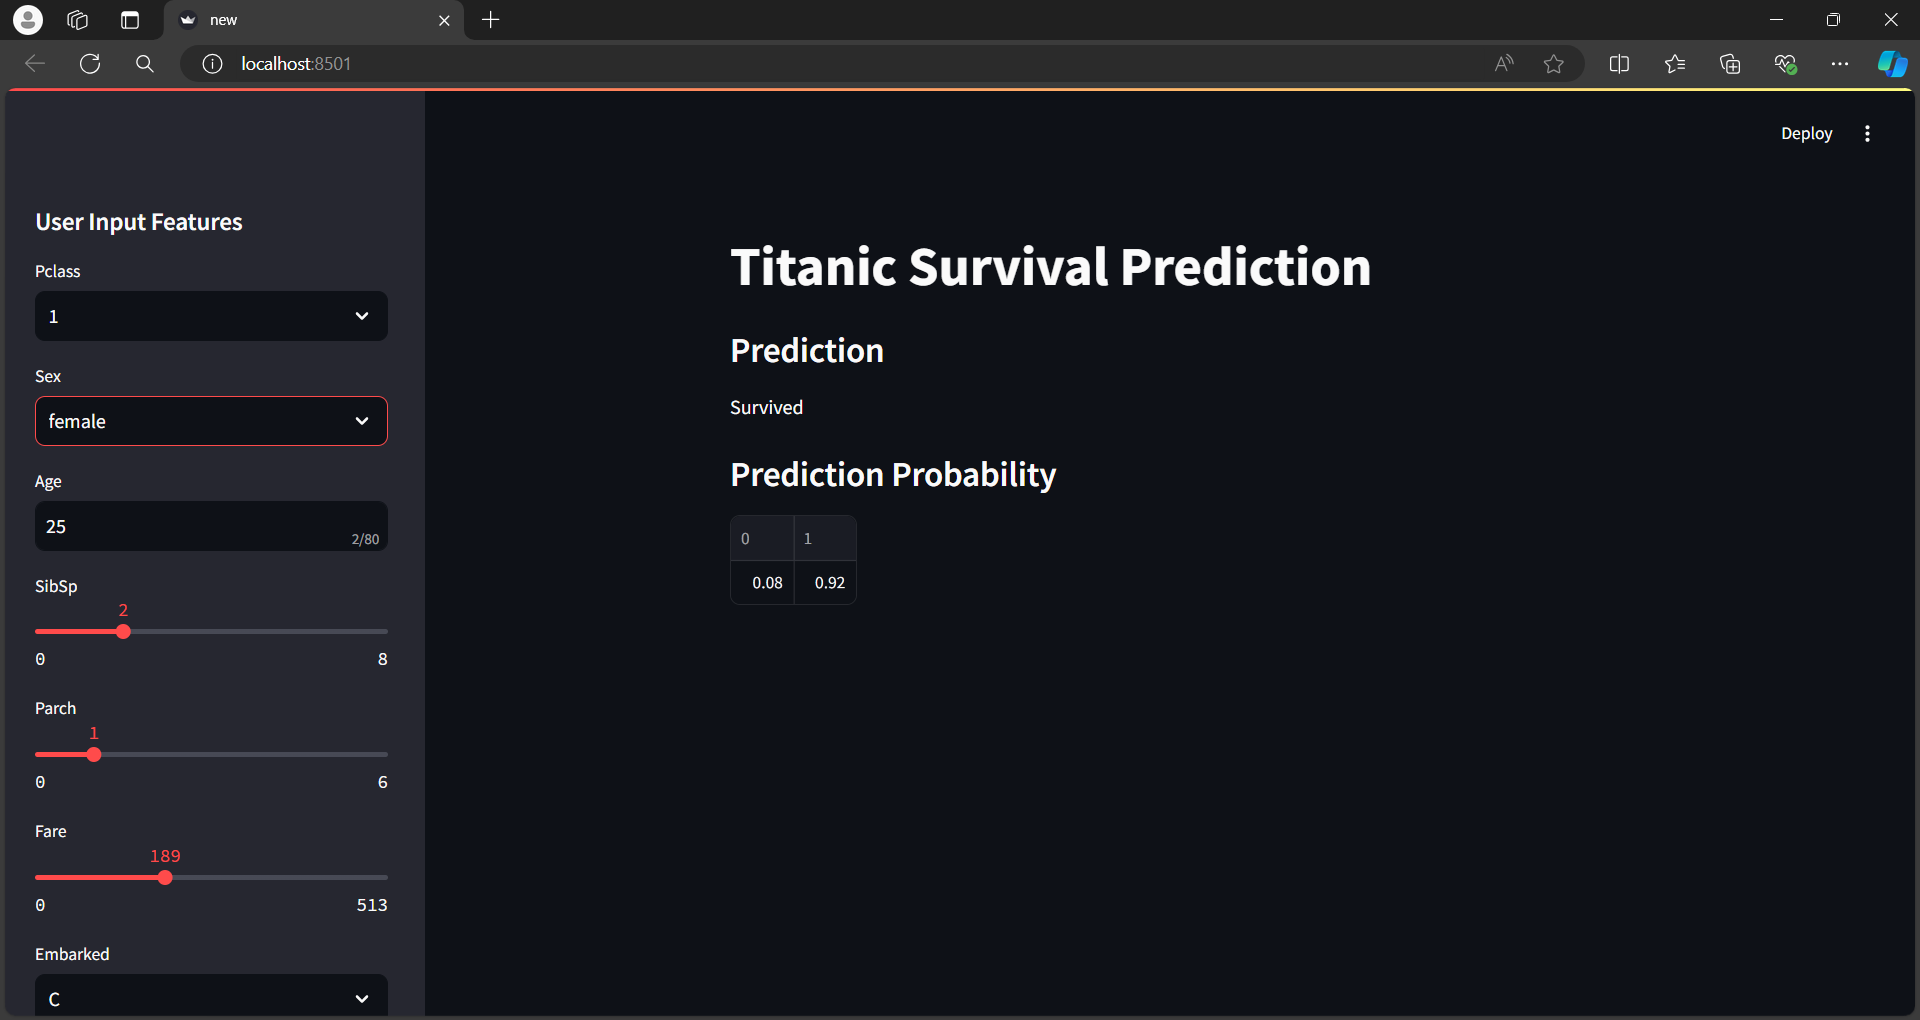 new
localhost:8501
Deploy
User Input Features
Pclass
1
Sex
female
Age
25
2/80
SibSp
2
0 8
Parch
1
0 6
Fare
189
0 513
Embarked
C
Titanic Survival Prediction
Prediction
Survived
Prediction Probability
0 1
0.08 0.92